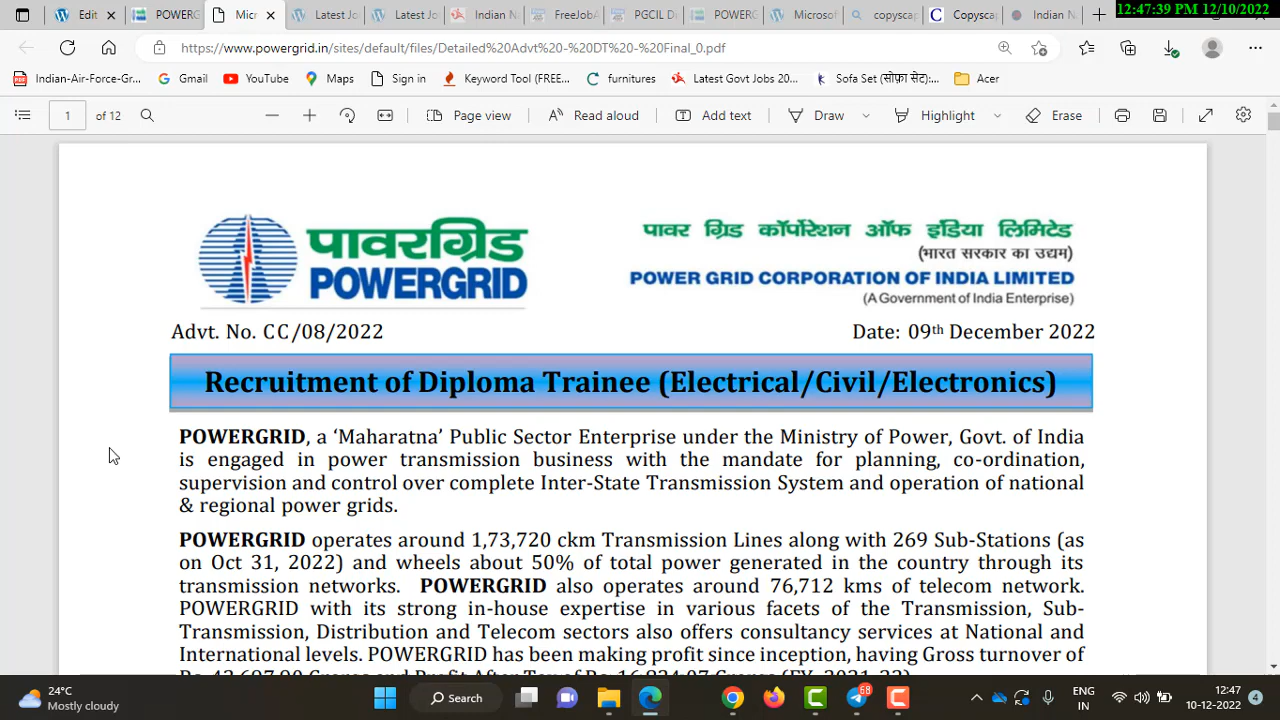 12:47:39 PM 12/10/2022
Edit
POWERG
Micr
Latest Jo
Latest Jo
Indian N
FreeJobA
PGCIL D
POWERG
Microsof
copyscap
Copyscap
Indian N
https://www.powergrid.in/sites/default/files/Detailed%20Advt%20-%20DT%20-%20Final_0.pdf
Indian-Air-Force-Gr...
Gmail
YouTube
Maps
Sign in
Keyword Tool (FREE...
furnitures
Latest Govt Jobs 20...
Sofa Set (सोफ़ा सेट):...
Acer
1 of 12
Page view
Read aloud
Add text
Draw
Highlight
Erase
पावरग्रिड
POWERGRID
पावर ग्रिड कॉर्पोरेशन ऑफ इंडिया लिमिटेड
(भारत सरकार का उद्यम)
POWER GRID CORPORATION OF INDIA LIMITED
(A Government of India Enterprise)
Advt. No. CC/08/2022
Date: 09th December 2022
Recruitment of Diploma Trainee (Electrical/Civil/Electronics)
POWERGRID, a ‘Maharatna’ Public Sector Enterprise under the Ministry of Power, Govt. of India
is engaged in power transmission business with the mandate for planning, co-ordination,
supervision and control over complete Inter-State Transmission System and operation of national
& regional power grids.
POWERGRID operates around 1,73,720 ckm Transmission Lines along with 269 Sub-Stations (as
on Oct 31, 2022) and wheels about 50% of total power generated in the country through its
transmission networks. POWERGRID also operates around 76,712 kms of telecom network.
POWERGRID with its strong in-house expertise in various facets of the Transmission, Sub-
Transmission, Distribution and Telecom sectors also offers consultancy services at National and
International levels. POWERGRID has been making profit since inception, having Gross turnover of
24°C
Mostly cloudy
Search
68
ENG
IN
12:47
10-12-2022
4